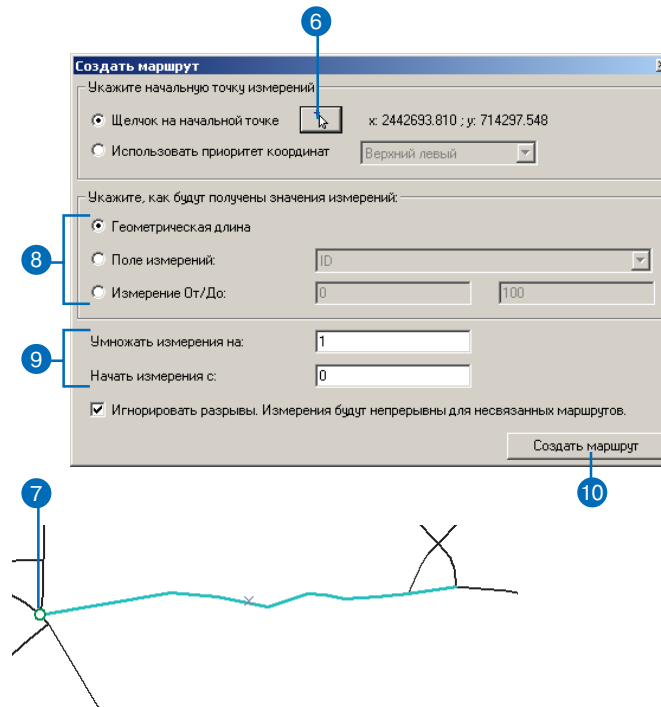 6
Создать маршрут
Укажите начальную точку измерений
Щелчок на начальной точке x: 2442693.810 ; y: 714297.548
Использовать приоритет координат Верхний левый
Укажите, как будут получены значения измерений:
8
Геометрическая длина
Поле измерений: ID
Измерение От/До: 0 100
9
Умножать измерения на: 1
Начать измерения с: 0
Игнорировать разрывы. Измерения будут непрерывны для несвязанных маршрутов.
Создать маршрут
7
10